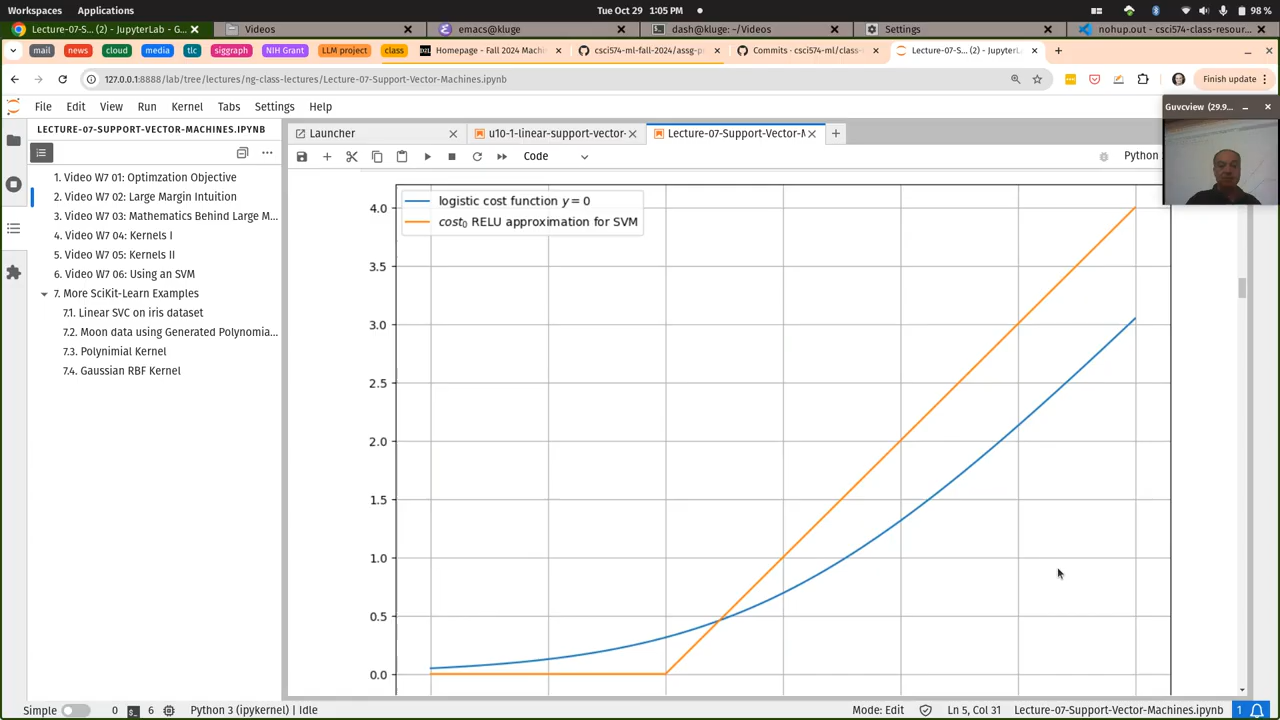 Workspaces Applications Tue Oct 29 1:05 PM 98 %
Lecture-07-S... (2) - JupyterLab - G... Videos emacs@kluge dash@kluge: ~/Videos Settings nohup.out - csci574-class-resour...
mail news cloud media tlc siggraph NIH Grant LLM project class Homepage - Fall 2024 Machin csci574-ml-fall-2024/assg-p Commits · csci574-ml/class- Lecture-07-S... (2) - JupyterL
127.0.0.1:8888/lab/tree/lectures/ng-class-lectures/Lecture-07-Support-Vector-Machines.ipynb Finish update
File Edit View Run Kernel Tabs Settings Help
Guvcview (29.9...
LECTURE-07-SUPPORT-VECTOR-MACHINES.IPYNB
Launcher u10-1-linear-support-vector- Lecture-07-Support-Vector-M
Code Python
1. Video W7 01: Optimzation Objective
2. Video W7 02: Large Margin Intuition
3. Video W7 03: Mathematics Behind Large M...
4. Video W7 04: Kernels I
5. Video W7 05: Kernels II
6. Video W7 06: Using an SVM
7. More SciKit-Learn Examples
7.1. Linear SVC on iris dataset
7.2. Moon data using Generated Polynomia...
7.3. Polynimial Kernel
7.4. Gaussian RBF Kernel
logistic cost function y = 0
cost₀ RELU approximation for SVM
4.0
3.5
3.0
2.5
2.0
1.5
1.0
0.5
0.0
Simple 0 6 Python 3 (ipykernel) | Idle Mode: Edit Ln 5, Col 31 Lecture-07-Support-Vector-Machines.ipynb 1